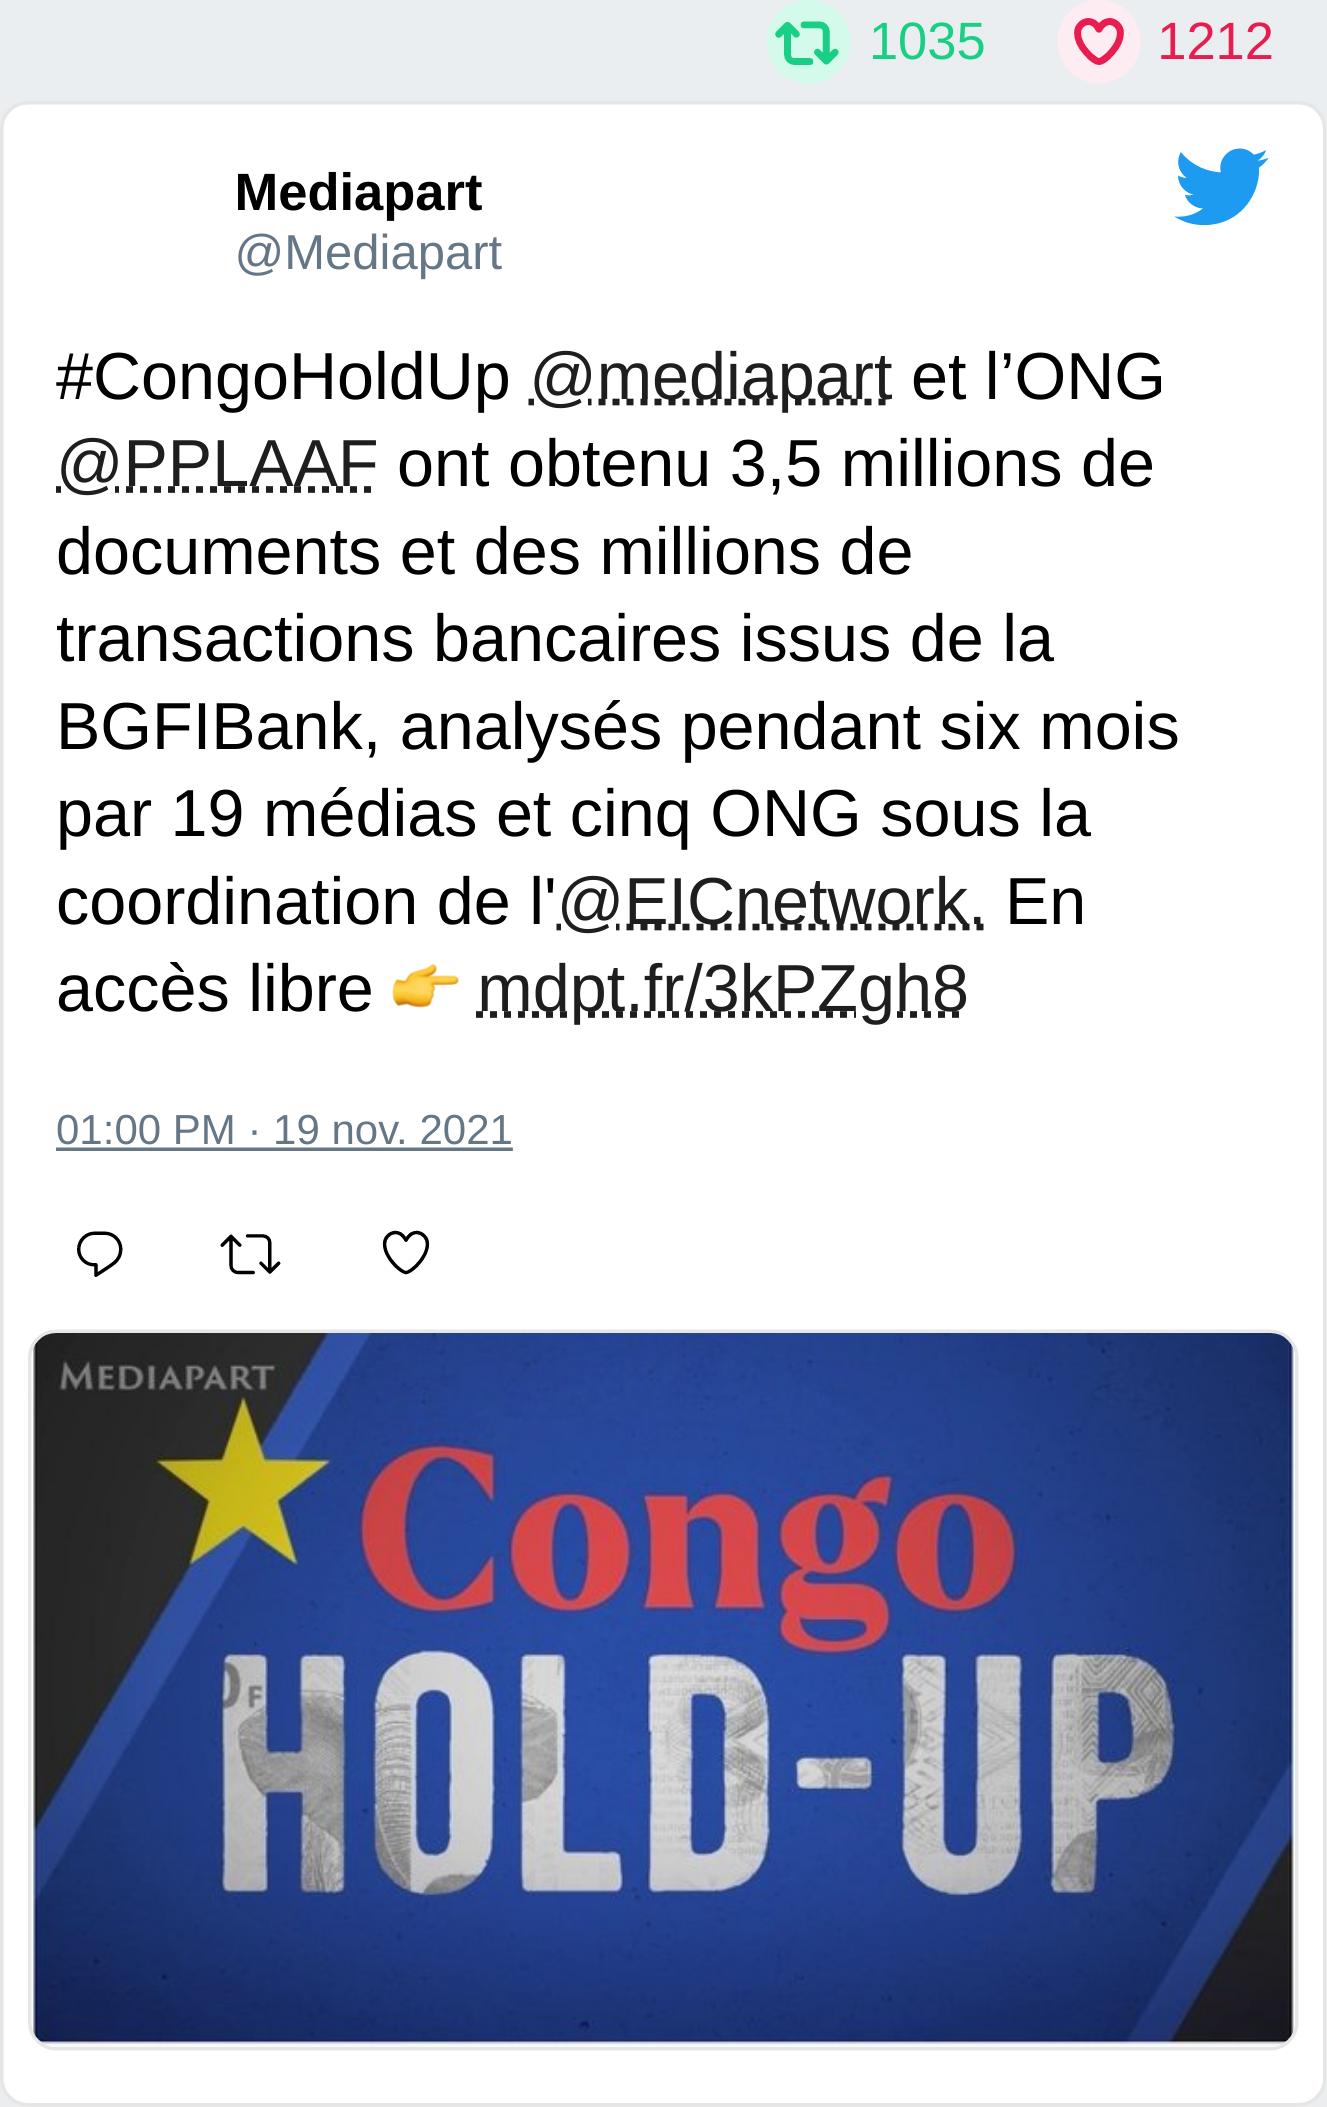 1035 1212
Mediapart
@Mediapart
#CongoHoldUp @mediapart et l’ONG
@PPLAAF ont obtenu 3,5 millions de
documents et des millions de
transactions bancaires issus de la
BGFIBank, analysés pendant six mois
par 19 médias et cinq ONG sous la
coordination de l'@EICnetwork. En
accès libre 👉 mdpt.fr/3kPZgh8
01:00 PM · 19 nov. 2021
MEDIAPART
Congo
HOLD-UP